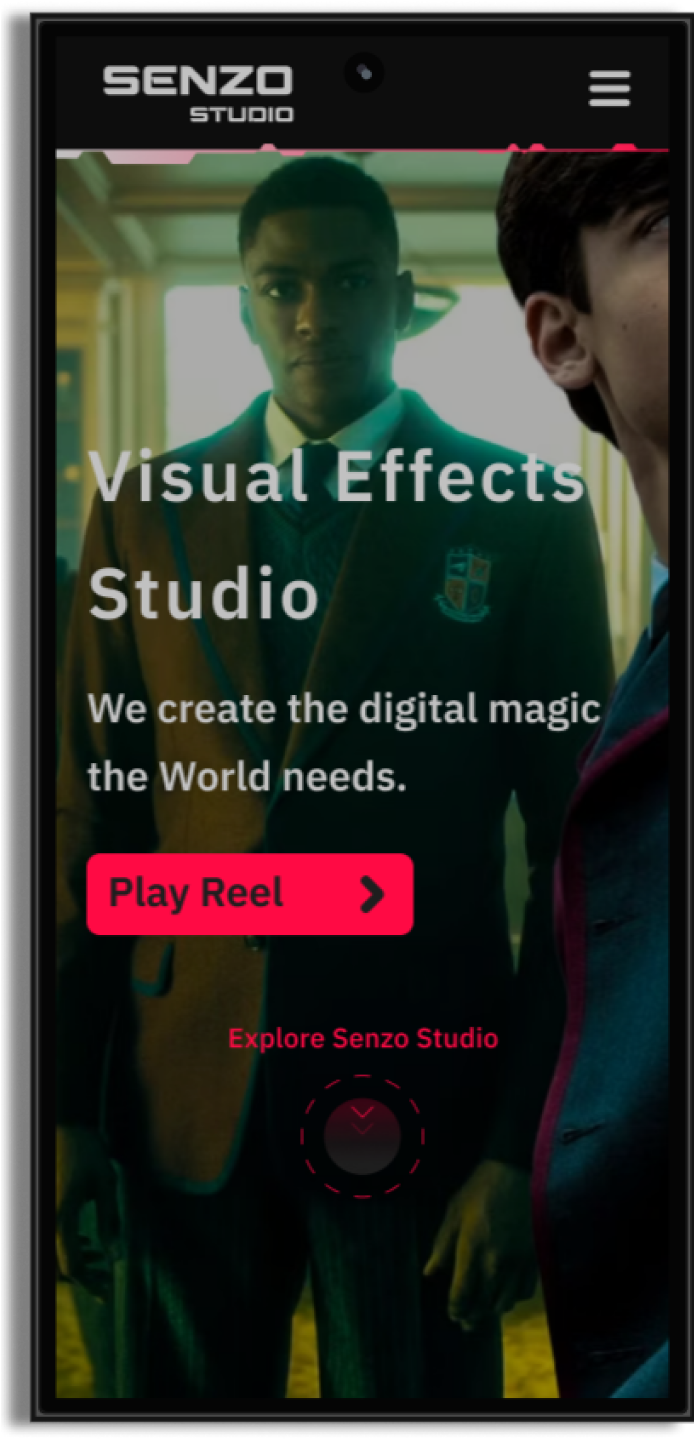 SENZO
STUDIO
Visual Effects
Studio
We create the digital magic
the World needs.
Play Reel
Explore Senzo Studio